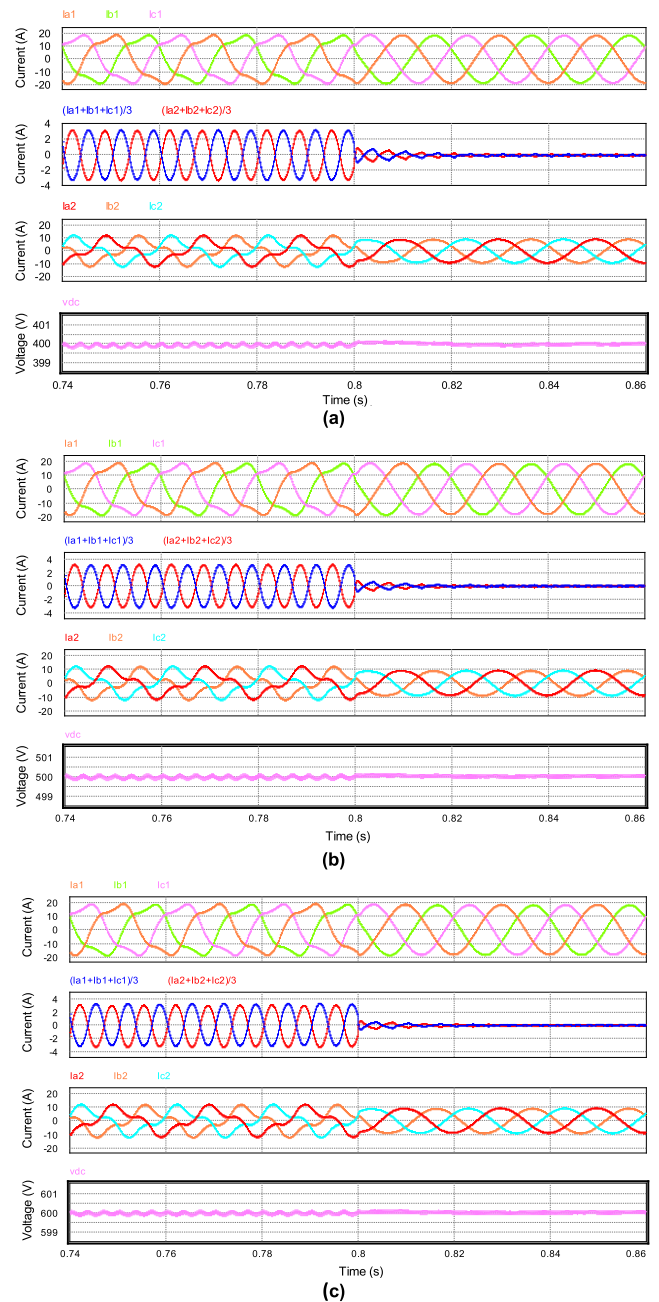 Ia1 Ib1 Ic1
Current (A)
20
10
0
-10
-20
(Ia1+Ib1+Ic1)/3 (Ia2+Ib2+Ic2)/3
Current (A)
4
2
0
-2
-4
Ia2 Ib2 Ic2
Current (A)
20
10
0
-10
-20
vdc
Voltage (V)
401
400
399
0.74 0.76 0.78 0.8 0.82 0.84 0.86
Time (s)
(a)
Ia1 Ib1 Ic1
Current (A)
20
10
0
-10
-20
(Ia1+Ib1+Ic1)/3 (Ia2+Ib2+Ic2)/3
Current (A)
4
2
0
-2
-4
Ia2 Ib2 Ic2
Current (A)
20
10
0
-10
-20
vdc
Voltage (V)
501
500
499
0.74 0.76 0.78 0.8 0.82 0.84 0.86
Time (s)
(b)
Ia1 Ib1 Ic1
Current (A)
20
10
0
-10
-20
(Ia1+Ib1+Ic1)/3 (Ia2+Ib2+Ic2)/3
Current (A)
4
2
0
-2
-4
Ia2 Ib2 Ic2
Current (A)
20
10
0
-10
-20
vdc
Voltage (V)
601
600
599
0.74 0.76 0.78 0.8 0.82 0.84 0.86
Time (s)
(c)